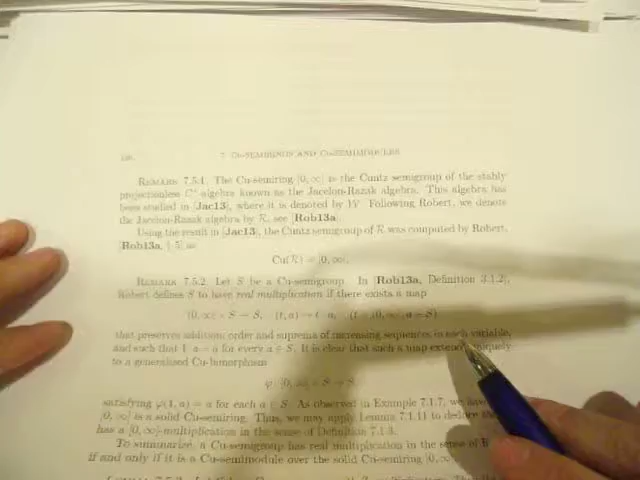 7. Cu-SEMIRINGS AND Cu-SEMIMODULES
REMARK 7.5.1. The Cu-semiring [0, ∞] is the Cuntz semigroup of the stably
projectionless C*-algebra known as the Jacelon-Razak algebra. This algebra has
been studied in [Jac13], where it is denoted by W. Following Robert, we denote
the Jacelon-Razak algebra by R, see [Rob13a].
Using the result in [Jac13], the Cuntz semigroup of R was computed by Robert,
[Rob13a, § 5] as
Cu(R) = [0, ∞].
REMARK 7.5.2. Let S be a Cu-semigroup. In [Rob13a, Definition 3.1.2],
Robert defines S to have real multiplication if there exists a map
(0, ∞] × S → S, (t, a) ↦ t · a, (t ∈ (0, ∞], a ∈ S)
that preserves addition, order and suprema of increasing sequences in each variable,
and such that 1 · a = a for every a ∈ S. It is clear that such a map extends uniquely
to a generalised Cu-bimorphism
φ: [0, ∞] × S → S
satisfying φ(1, a) = a for each a ∈ S. As observed in Example 7.1.7, we have
[0, ∞] is a solid Cu-semiring. Thus, we may apply Lemma 7.1.11 to deduce
has a [0, ∞]-multiplication in the sense of Definition 7.1.3.
To summarize, a Cu-semigroup has real multiplication in the sense of
if and only if it is a Cu-semimodule over the solid Cu-semiring [0, ∞]